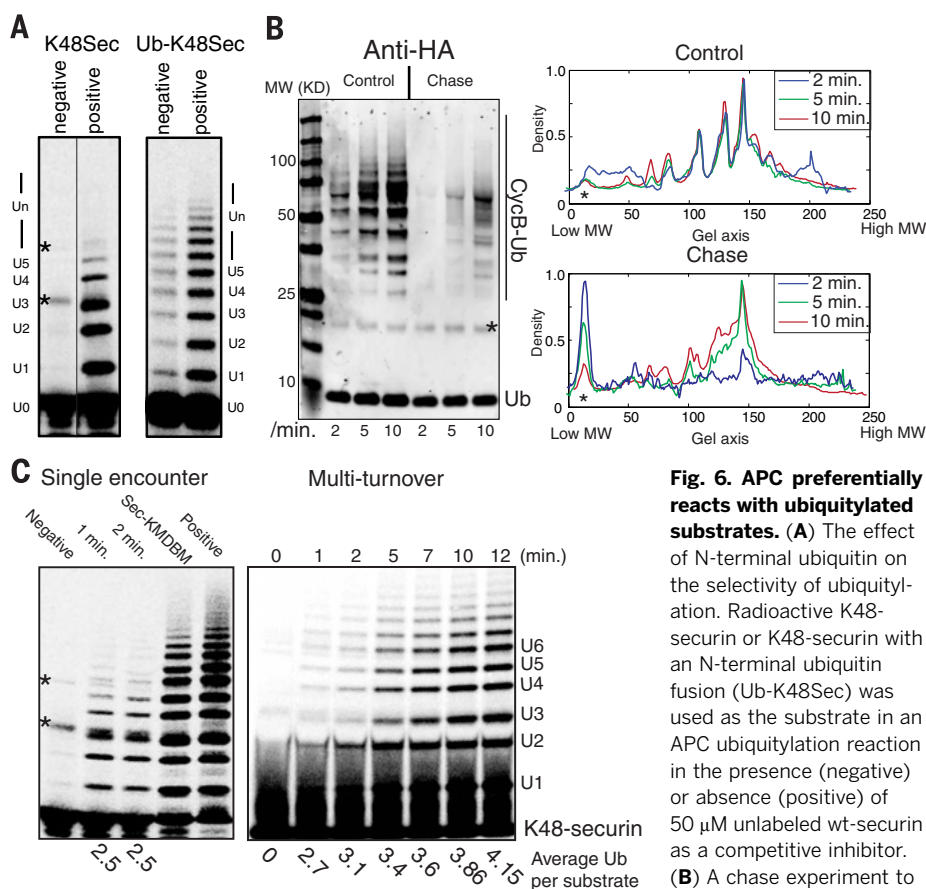 A
K48Sec
Ub-K48Sec
negative
positive
negative
positive
Un
*
U5
U4
*
U3
U2
U1
U0
Un
U5
U4
U3
U2
U1
U0
B
Anti-HA
MW (KD)
Control
Chase
100
50
25
10
CycB-Ub
*
Ub
/min.
2
5
10
2
5
10
Control
Density
1.0
0.5
0
2 min.
5 min.
10 min.
*
0
50
100
150
200
250
Low MW
Gel axis
High MW
Chase
Density
1.0
0.5
0
2 min.
5 min.
10 min.
*
0
50
100
150
200
250
Low MW
Gel axis
High MW
C
Single encounter
Negative
1 min.
2 min.
Sec-KMDBM
Positive
*
*
2.5
2.5
Multi-turnover
0
1
2
5
7
10
12
(min.)
U6
U5
U4
U3
U2
U1
K48-securin
0
2.7
3.1
3.4
3.6
3.86
4.15
Average Ub
per substrate
Fig. 6. APC preferentially
reacts with ubiquitylated
substrates. (A) The effect
of N-terminal ubiquitin on
the selectivity of ubiquityl-
ation. Radioactive K48-
securin or K48-securin with
an N-terminal ubiquitin
fusion (Ub-K48Sec) was
used as the substrate in an
APC ubiquitylation reaction
in the presence (negative)
or absence (positive) of
50 μM unlabeled wt-securin
as a competitive inhibitor.
(B) A chase experiment to